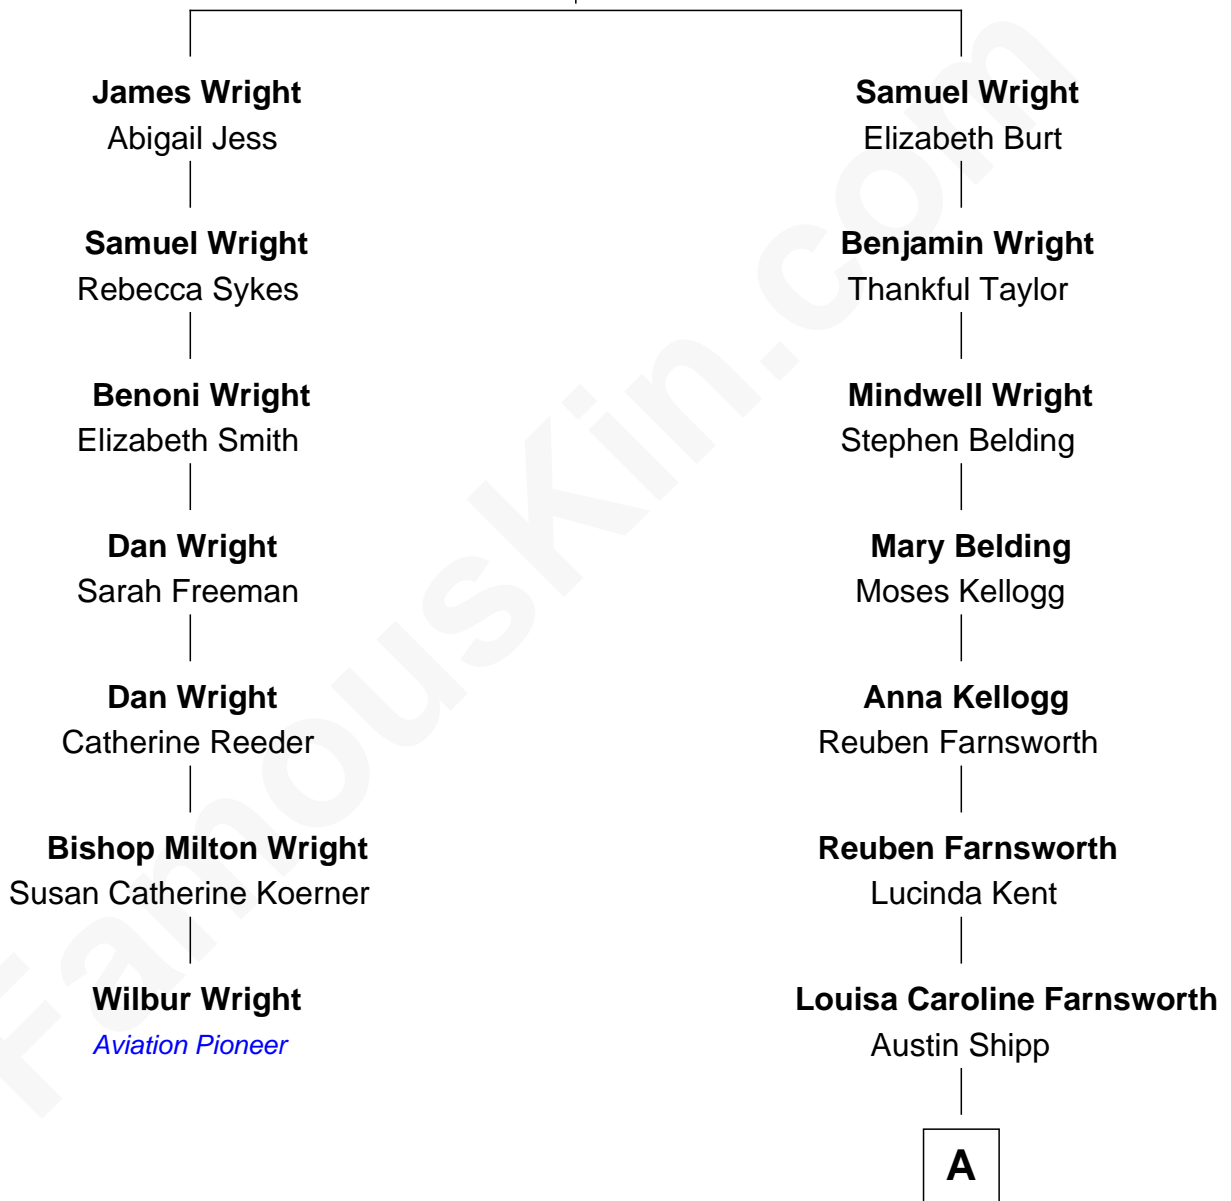 James Wright
Abigail Jess
Samuel Wright
Rebecca Sykes
Benoni Wright
Elizabeth Smith
Dan Wright
Sarah Freeman
Dan Wright
Catherine Reeder
Bishop Milton Wright
Susan Catherine Koerner
Wilbur Wright
Aviation Pioneer
Samuel Wright
Elizabeth Burt
Benjamin Wright
Thankful Taylor
Mindwell Wright
Stephen Belding
Mary Belding
Moses Kellogg
Anna Kellogg
Reuben Farnsworth
Reuben Farnsworth
Lucinda Kent
Louisa Caroline Farnsworth
Austin Shipp
A
FamousKin.com